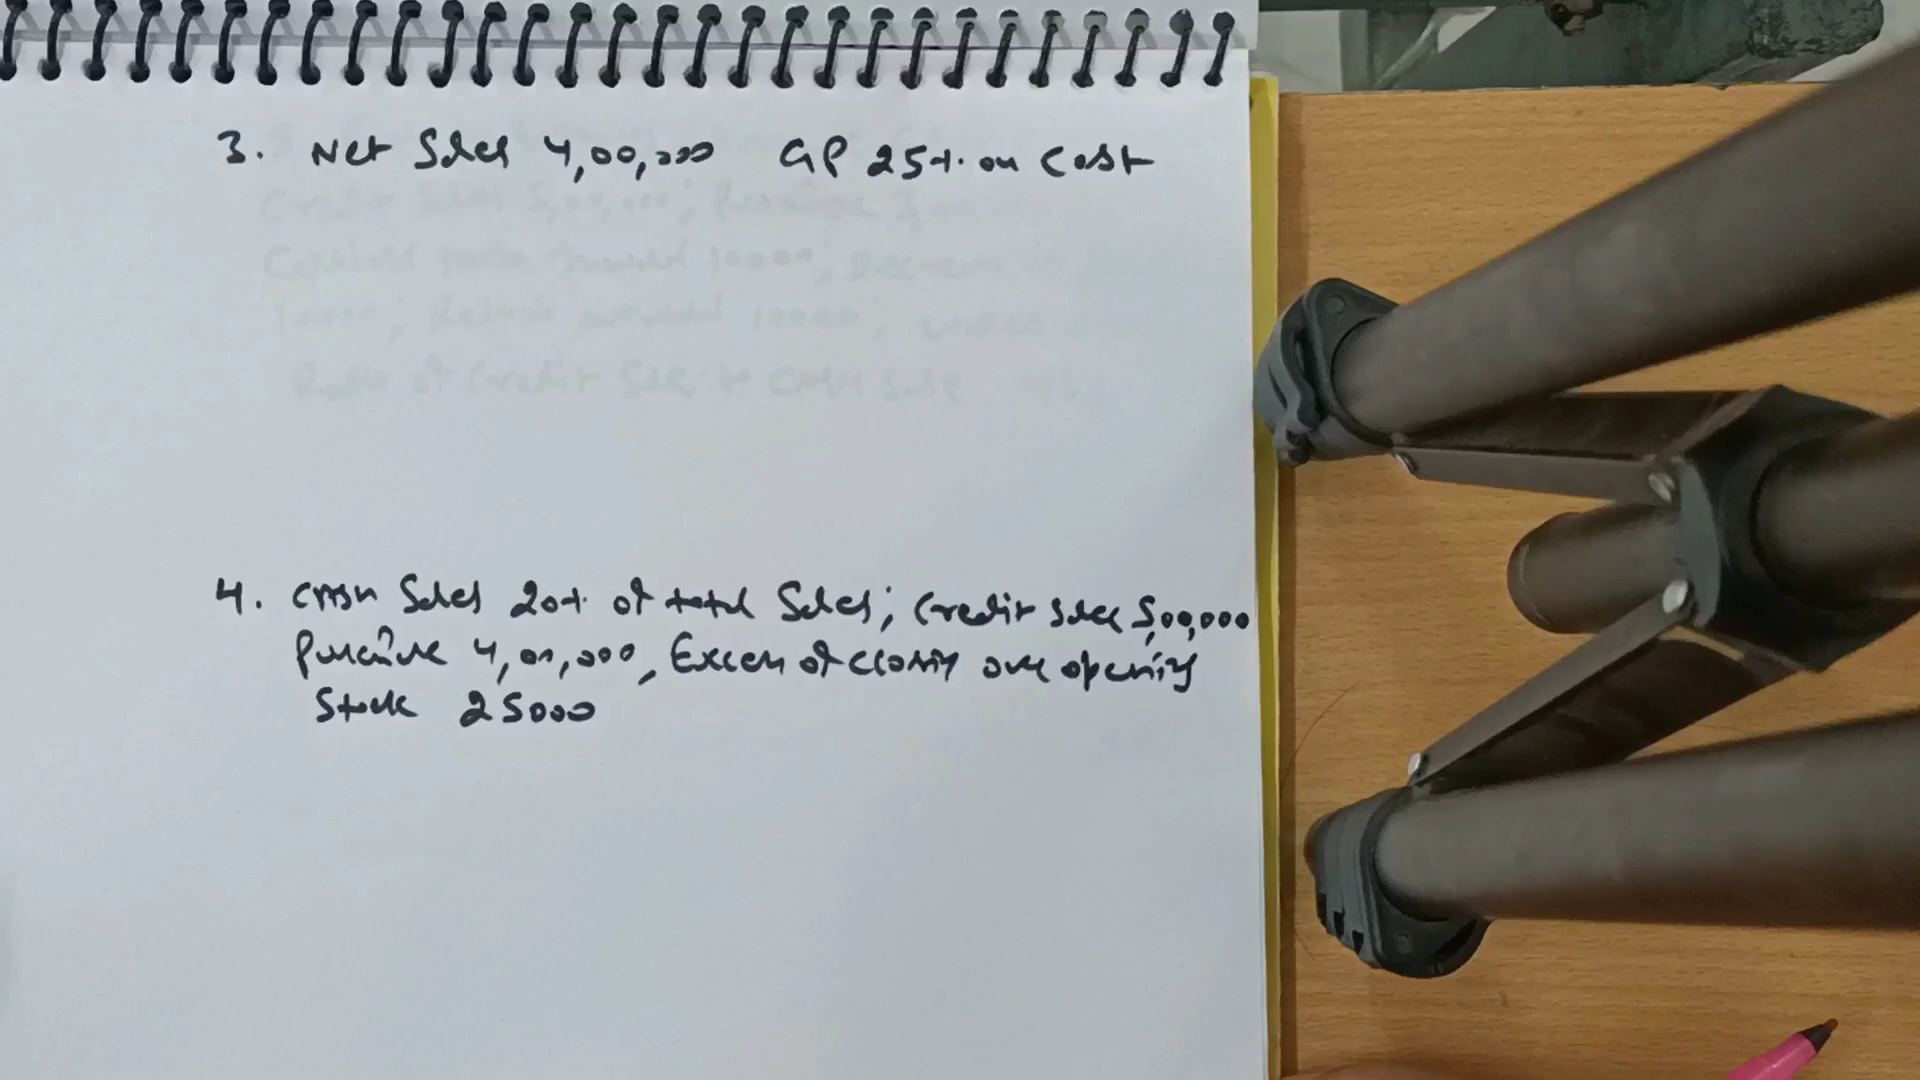 3. Net Sales 4,00,000 GP 25% on Cost
4. Cash Sales 20% of total Sales; Credit Sales 5,00,000
Purchase 4,00,000, Excess of closing over opening
Stock 25000